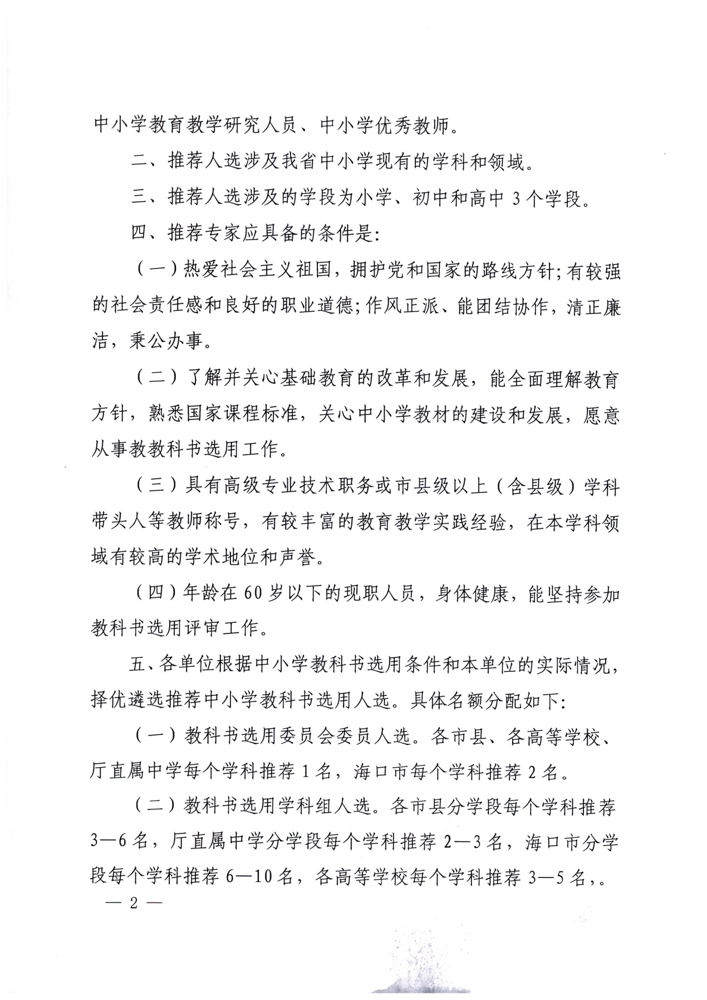 中小学教育教学研究人员、中小学优秀教师。
二、推荐人选涉及我省中小学现有的学科和领域。
三、推荐人选涉及的学段为小学、初中和高中 3 个学段。
四、推荐专家应具备的条件是：
（一）热爱社会主义祖国，拥护党和国家的路线方针；有较强
的社会责任感和良好的职业道德；作风正派、能团结协作，清正廉
洁，秉公办事。
（二）了解并关心基础教育的改革和发展，能全面理解教育
方针，熟悉国家课程标准，关心中小学教材的建设和发展，愿意
从事教教科书选用工作。
（三）具有高级专业技术职务或市县级以上（含县级）学科
带头人等教师称号，有较丰富的教育教学实践经验，在本学科领
域有较高的学术地位和声誉。
（四）年龄在 60 岁以下的现职人员，身体健康，能坚持参加
教科书选用评审工作。
五、各单位根据中小学教科书选用条件和本单位的实际情况，
择优遴选推荐中小学教科书选用人选。具体名额分配如下：
（一）教科书选用委员会委员人选。各市县、各高等学校、
厅直属中学每个学科推荐 1 名，海口市每个学科推荐 2 名。
（二）教科书选用学科组人选。各市县分学段每个学科推荐
3—6 名，厅直属中学分学段每个学科推荐 2—3 名，海口市分学
段每个学科推荐 6—10 名，各高等学校每个学科推荐 3—5 名，。
— 2 —